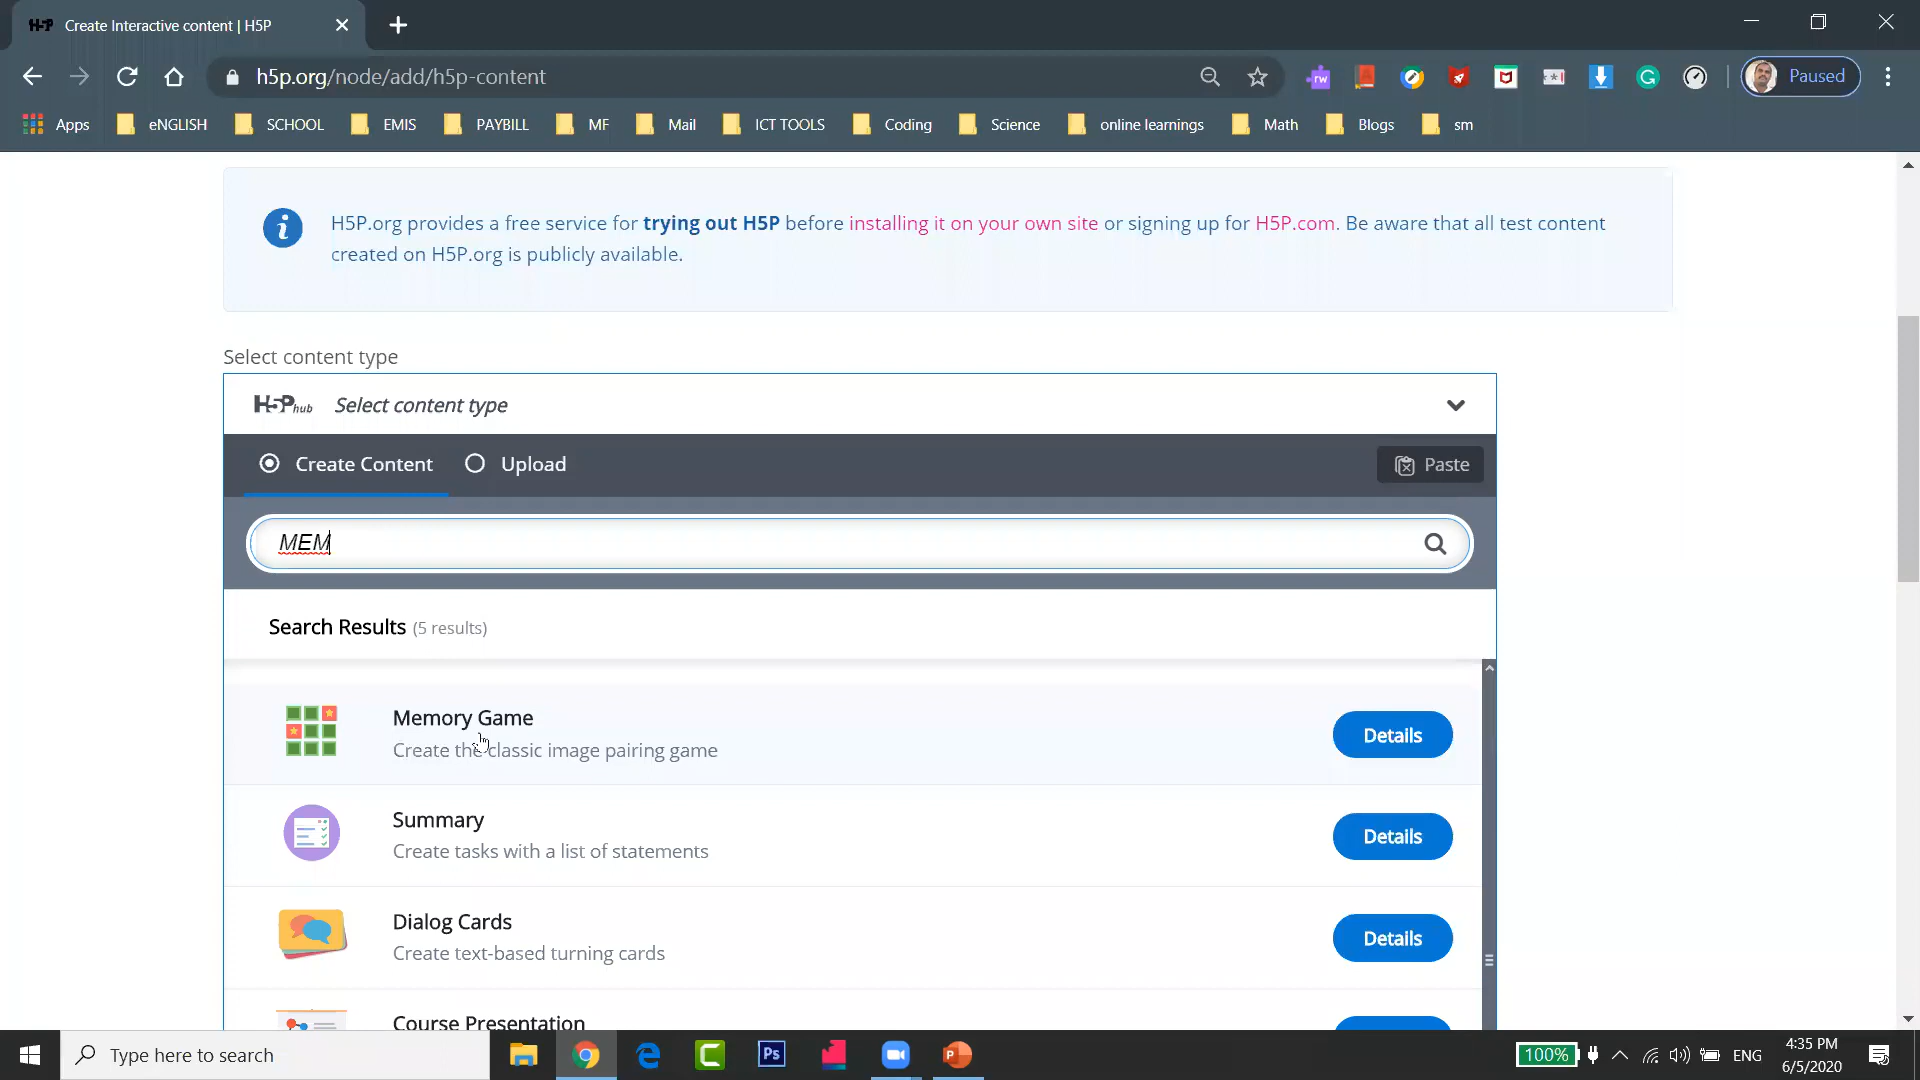 H5P Create Interactive content | H5P
h5p.org/node/add/h5p-content
rw
Paused
Apps eNGLISH SCHOOL EMIS PAYBILL MF Mail ICT TOOLS Coding Science online learnings Math Blogs sm
H5P.org provides a free service for trying out H5P before installing it on your own site or signing up for H5P.com. Be aware that all test content
created on H5P.org is publicly available.
Select content type
H5P hub Select content type
Create Content Upload Paste
MEM
Search Results (5 results)
Memory Game
Create the classic image pairing game
Details
Summary
Create tasks with a list of statements
Details
Dialog Cards
Create text-based turning cards
Details
Course Presentation
Type here to search
Ps
100%
ENG
4:35 PM
6/5/2020